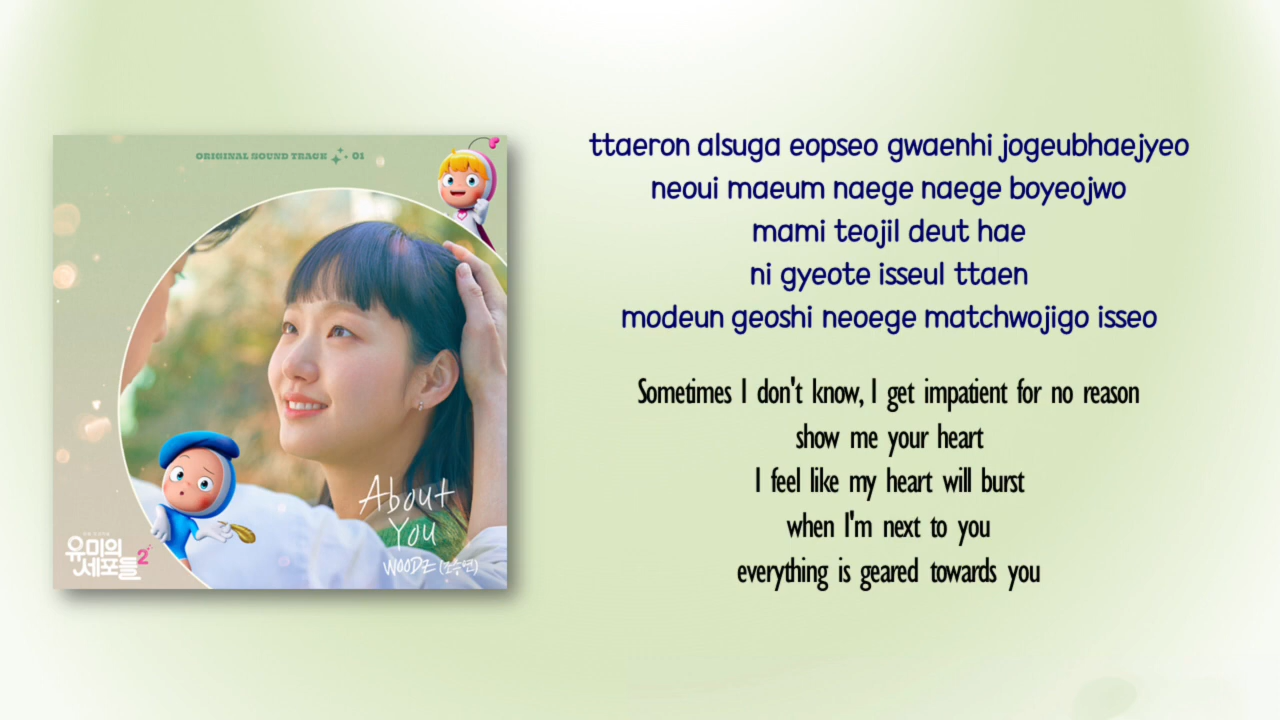 ORIGINAL SOUND TRACK 01
About
You
WOODZ (조승연)
유미의
세포들 2
ttaeron alsuga eopseo gwaenhi jogeubhaejyeo
neoui maeum naege naege boyeojwo
mami teojil deut hae
ni gyeote isseul ttaen
modeun geoshi neoege matchwojigo isseo
Sometimes I don't know, I get impatient for no reason
show me your heart
I feel like my heart will burst
when I'm next to you
everything is geared towards you